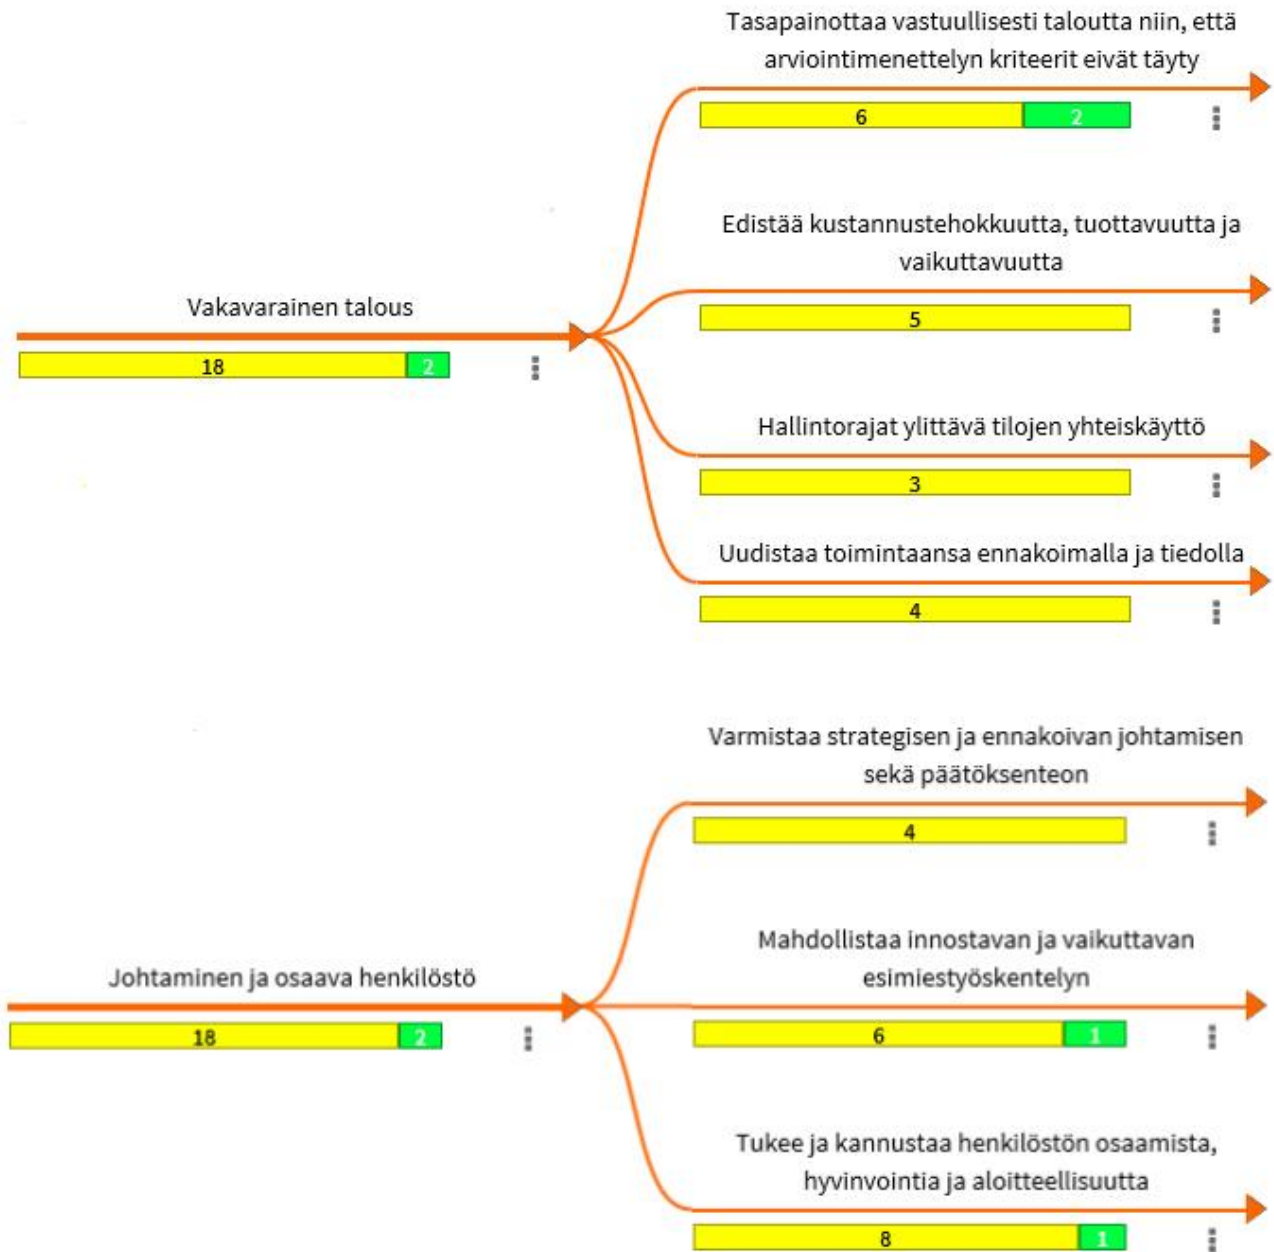 Tasapainottaa vastuullisesti taloutta niin, että
arviointimenettelyn kriteerit eivät täyty
6 2
Edistää kustannustehokkuutta, tuottavuutta ja
vaikuttavuutta
5
Vakavarainen talous
18 2
Hallintorajat ylittävä tilojen yhteiskäyttö
3
Uudistaa toimintaansa ennakoimalla ja tiedolla
4
Varmistaa strategisen ja ennakoivan johtamisen
sekä päätöksenteon
4
Mahdollistaa innostavan ja vaikuttavan
esimiestyöskentelyn
6 1
Johtaminen ja osaava henkilöstö
18 2
Tukee ja kannustaa henkilöstön osaamista,
hyvinvointia ja aloitteellisuutta
8 1